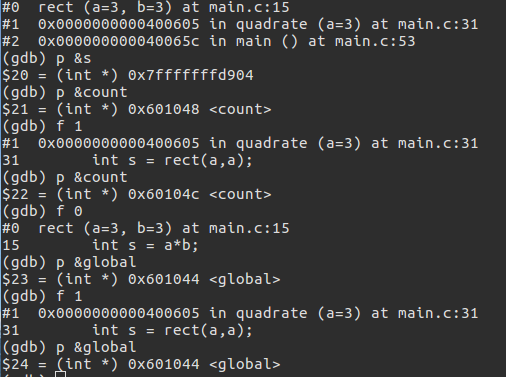 #0  rect (a=3, b=3) at main.c:15
#1  0x0000000000400605 in quadrate (a=3) at main.c:31
#2  0x000000000040065c in main () at main.c:53
(gdb) p &s
$20 = (int *) 0x7fffffffd904
(gdb) p &count
$21 = (int *) 0x601048 <count>
(gdb) f 1
#1  0x0000000000400605 in quadrate (a=3) at main.c:31
31        int s = rect(a,a);
(gdb) p &count
$22 = (int *) 0x60104c <count>
(gdb) f 0
#0  rect (a=3, b=3) at main.c:15
15        int s = a*b;
(gdb) p &global
$23 = (int *) 0x601044 <global>
(gdb) f 1
#1  0x0000000000400605 in quadrate (a=3) at main.c:31
31        int s = rect(a,a);
(gdb) p &global
$24 = (int *) 0x601044 <global>